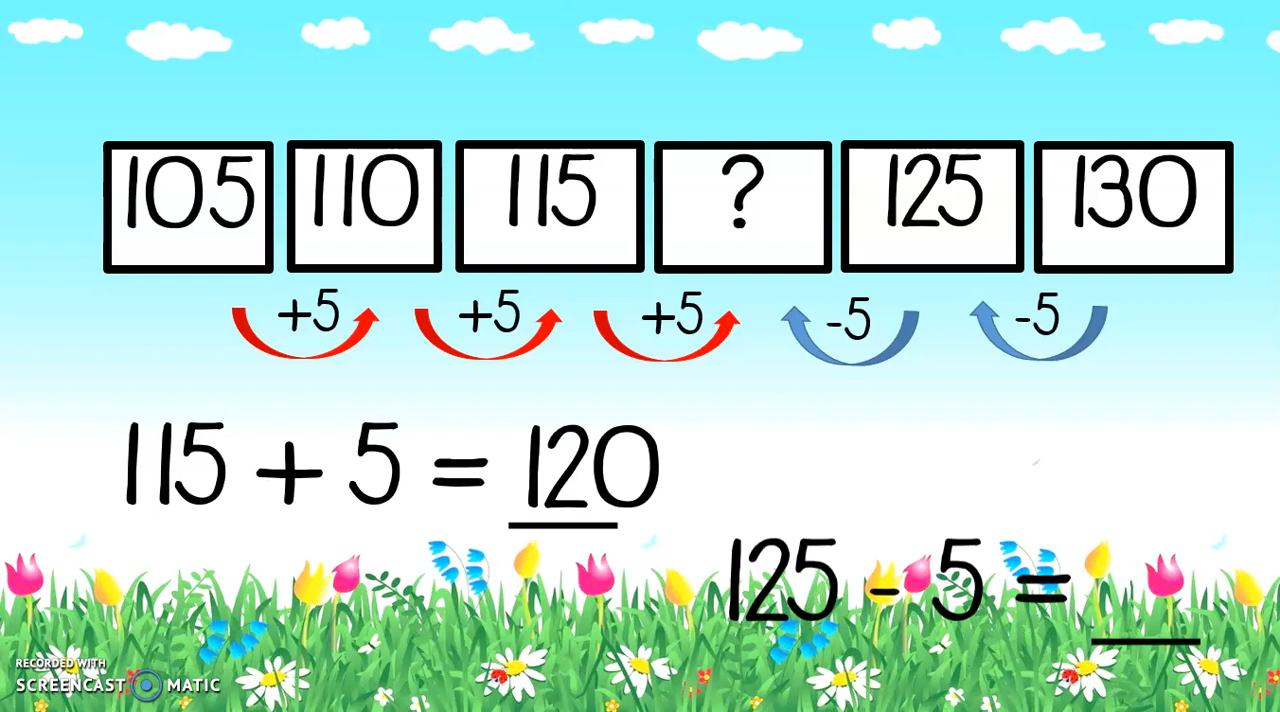 105 110 115 ? 125 130
+5 +5 +5 -5 -5
115 + 5 = 120
125 - 5 = ___
RECORDED WITH
SCREENCAST MATIC